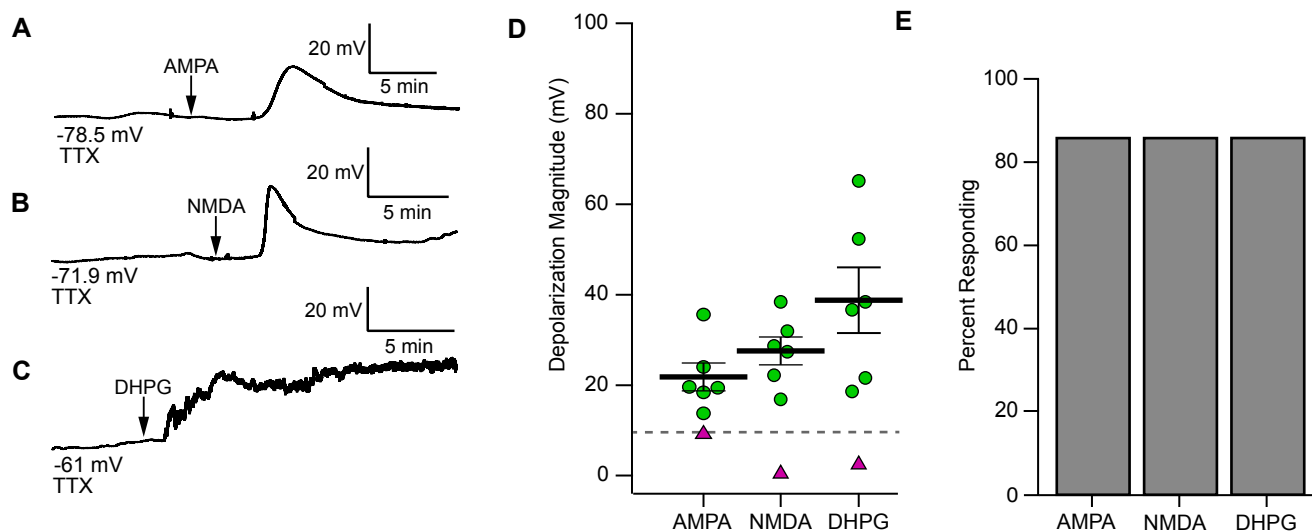 A
AMPA
20 mV
5 min
-78.5 mV
TTX
B
NMDA
20 mV
5 min
-71.9 mV
TTX
C
DHPG
20 mV
5 min
-61 mV
TTX
D
Depolarization Magnitude (mV)
100
80
60
40
20
0
AMPA NMDA DHPG
E
Percent Responding
100
80
60
40
20
0
AMPA NMDA DHPG